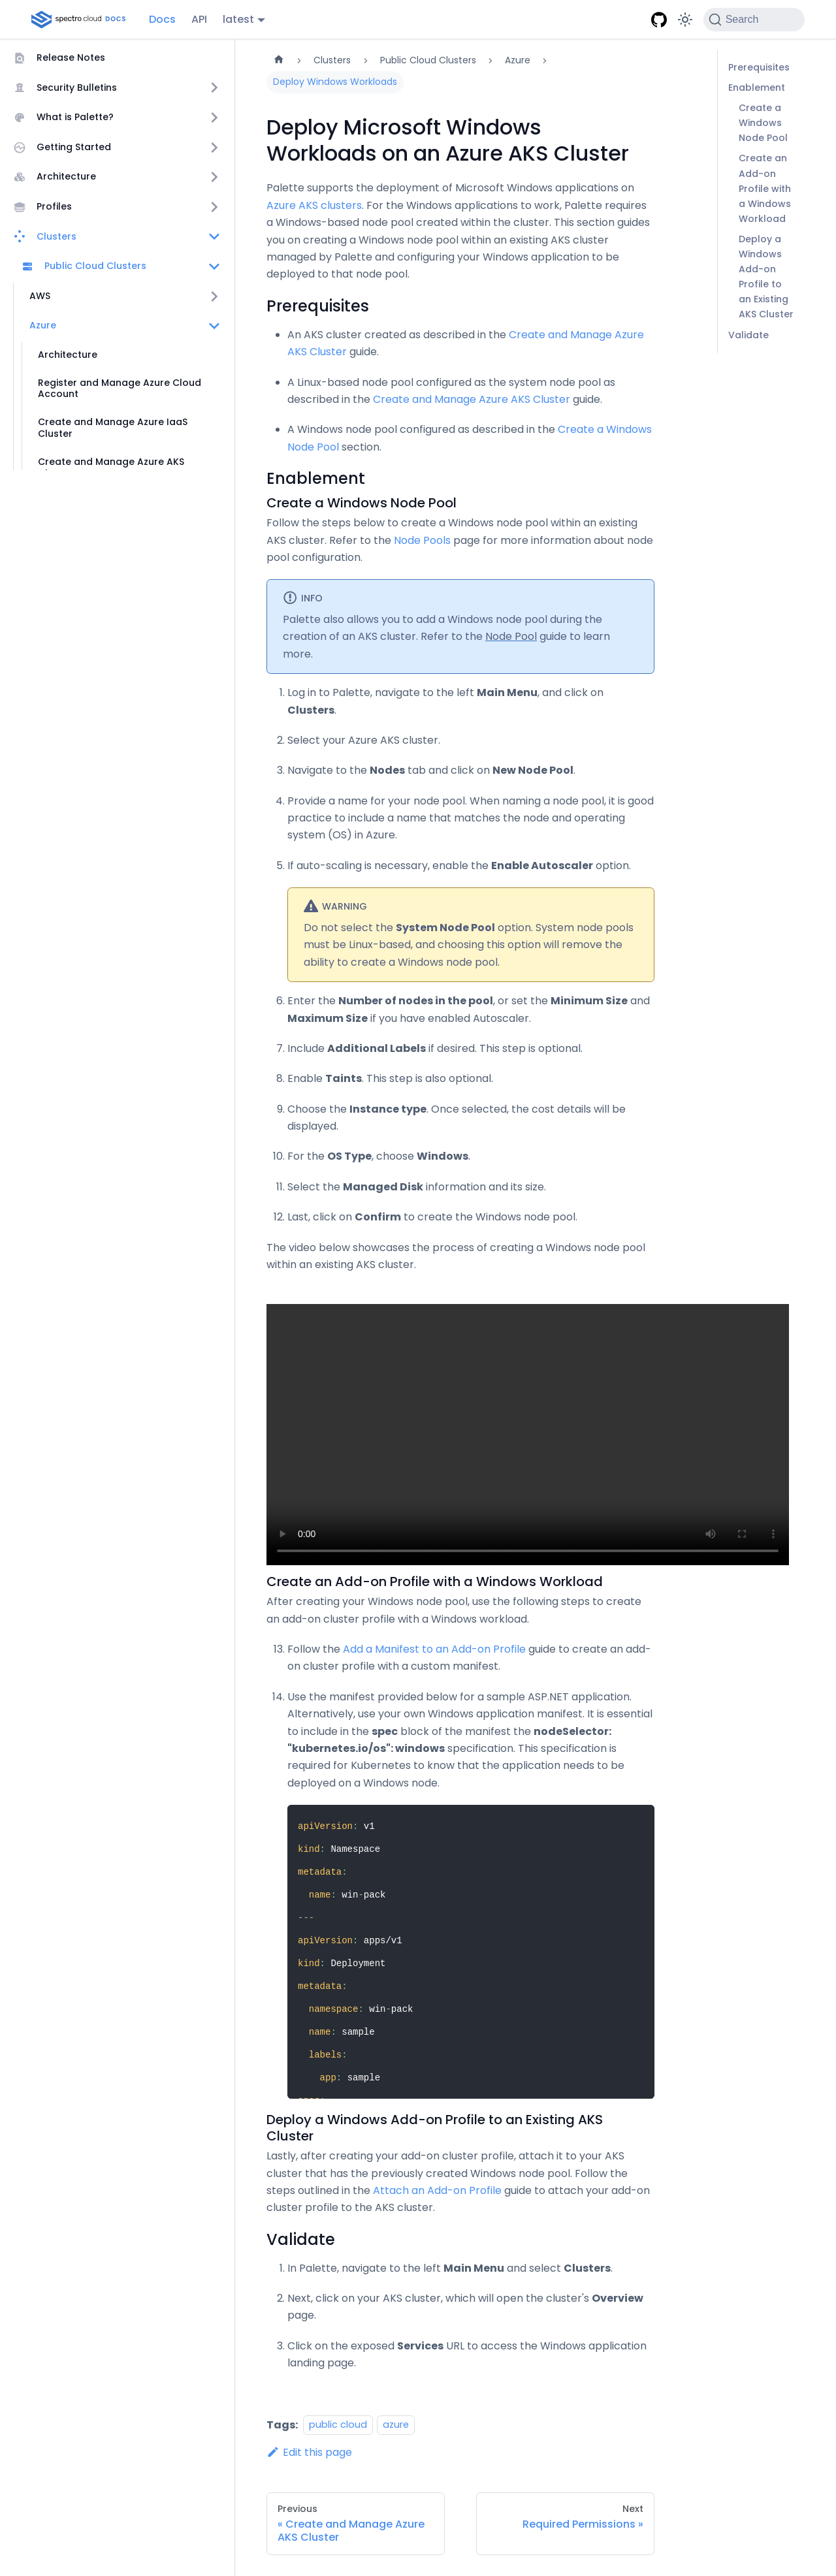 spectro cloud DOCS
Docs
API
latest
Search
Release Notes
Security Bulletins
What is Palette?
Getting Started
Architecture
Profiles
Clusters
Public Cloud Clusters
AWS
Azure
Architecture
Register and Manage Azure Cloud
Account
Create and Manage Azure IaaS
Cluster
Create and Manage Azure AKS
Clusters
Public Cloud Clusters
Azure
Deploy Windows Workloads
Deploy Microsoft Windows
Workloads on an Azure AKS Cluster
Palette supports the deployment of Microsoft Windows applications on
Azure AKS clusters. For the Windows applications to work, Palette requires
a Windows-based node pool created within the cluster. This section guides
you on creating a Windows node pool within an existing AKS cluster
managed by Palette and configuring your Windows application to be
deployed to that node pool.
Prerequisites
• An AKS cluster created as described in the Create and Manage Azure
AKS Cluster guide.
• A Linux-based node pool configured as the system node pool as
described in the Create and Manage Azure AKS Cluster guide.
• A Windows node pool configured as described in the Create a Windows
Node Pool section.
Enablement
Create a Windows Node Pool
Follow the steps below to create a Windows node pool within an existing
AKS cluster. Refer to the Node Pools page for more information about node
pool configuration.
INFO
Palette also allows you to add a Windows node pool during the
creation of an AKS cluster. Refer to the Node Pool guide to learn
more.
1. Log in to Palette, navigate to the left Main Menu, and click on
Clusters.
2. Select your Azure AKS cluster.
3. Navigate to the Nodes tab and click on New Node Pool.
4. Provide a name for your node pool. When naming a node pool, it is good
practice to include a name that matches the node and operating
system (OS) in Azure.
5. If auto-scaling is necessary, enable the Enable Autoscaler option.
WARNING
Do not select the System Node Pool option. System node pools
must be Linux-based, and choosing this option will remove the
ability to create a Windows node pool.
6. Enter the Number of nodes in the pool, or set the Minimum Size and
Maximum Size if you have enabled Autoscaler.
7. Include Additional Labels if desired. This step is optional.
8. Enable Taints. This step is also optional.
9. Choose the Instance type. Once selected, the cost details will be
displayed.
10. For the OS Type, choose Windows.
11. Select the Managed Disk information and its size.
12. Last, click on Confirm to create the Windows node pool.
The video below showcases the process of creating a Windows node pool
within an existing AKS cluster.
0:00
Create an Add-on Profile with a Windows Workload
After creating your Windows node pool, use the following steps to create
an add-on cluster profile with a Windows workload.
13. Follow the Add a Manifest to an Add-on Profile guide to create an add-
on cluster profile with a custom manifest.
14. Use the manifest provided below for a sample ASP.NET application.
Alternatively, use your own Windows application manifest. It is essential
to include in the spec block of the manifest the nodeSelector:
"kubernetes.io/os": windows specification. This specification is
required for Kubernetes to know that the application needs to be
deployed on a Windows node.
apiVersion: v1
kind: Namespace
metadata:
name: win-pack
---
apiVersion: apps/v1
kind: Deployment
metadata:
namespace: win-pack
name: sample
labels:
app: sample
Deploy a Windows Add-on Profile to an Existing AKS
Cluster
Lastly, after creating your add-on cluster profile, attach it to your AKS
cluster that has the previously created Windows node pool. Follow the
steps outlined in the Attach an Add-on Profile guide to attach your add-on
cluster profile to the AKS cluster.
Validate
1. In Palette, navigate to the left Main Menu and select Clusters.
2. Next, click on your AKS cluster, which will open the cluster's Overview
page.
3. Click on the exposed Services URL to access the Windows application
landing page.
Tags: public cloud azure
Edit this page
Previous
« Create and Manage Azure
AKS Cluster
Next
Required Permissions »
Prerequisites
Enablement
Create a
Windows
Node Pool
Create an
Add-on
Profile with
a Windows
Workload
Deploy a
Windows
Add-on
Profile to
an Existing
AKS Cluster
Validate